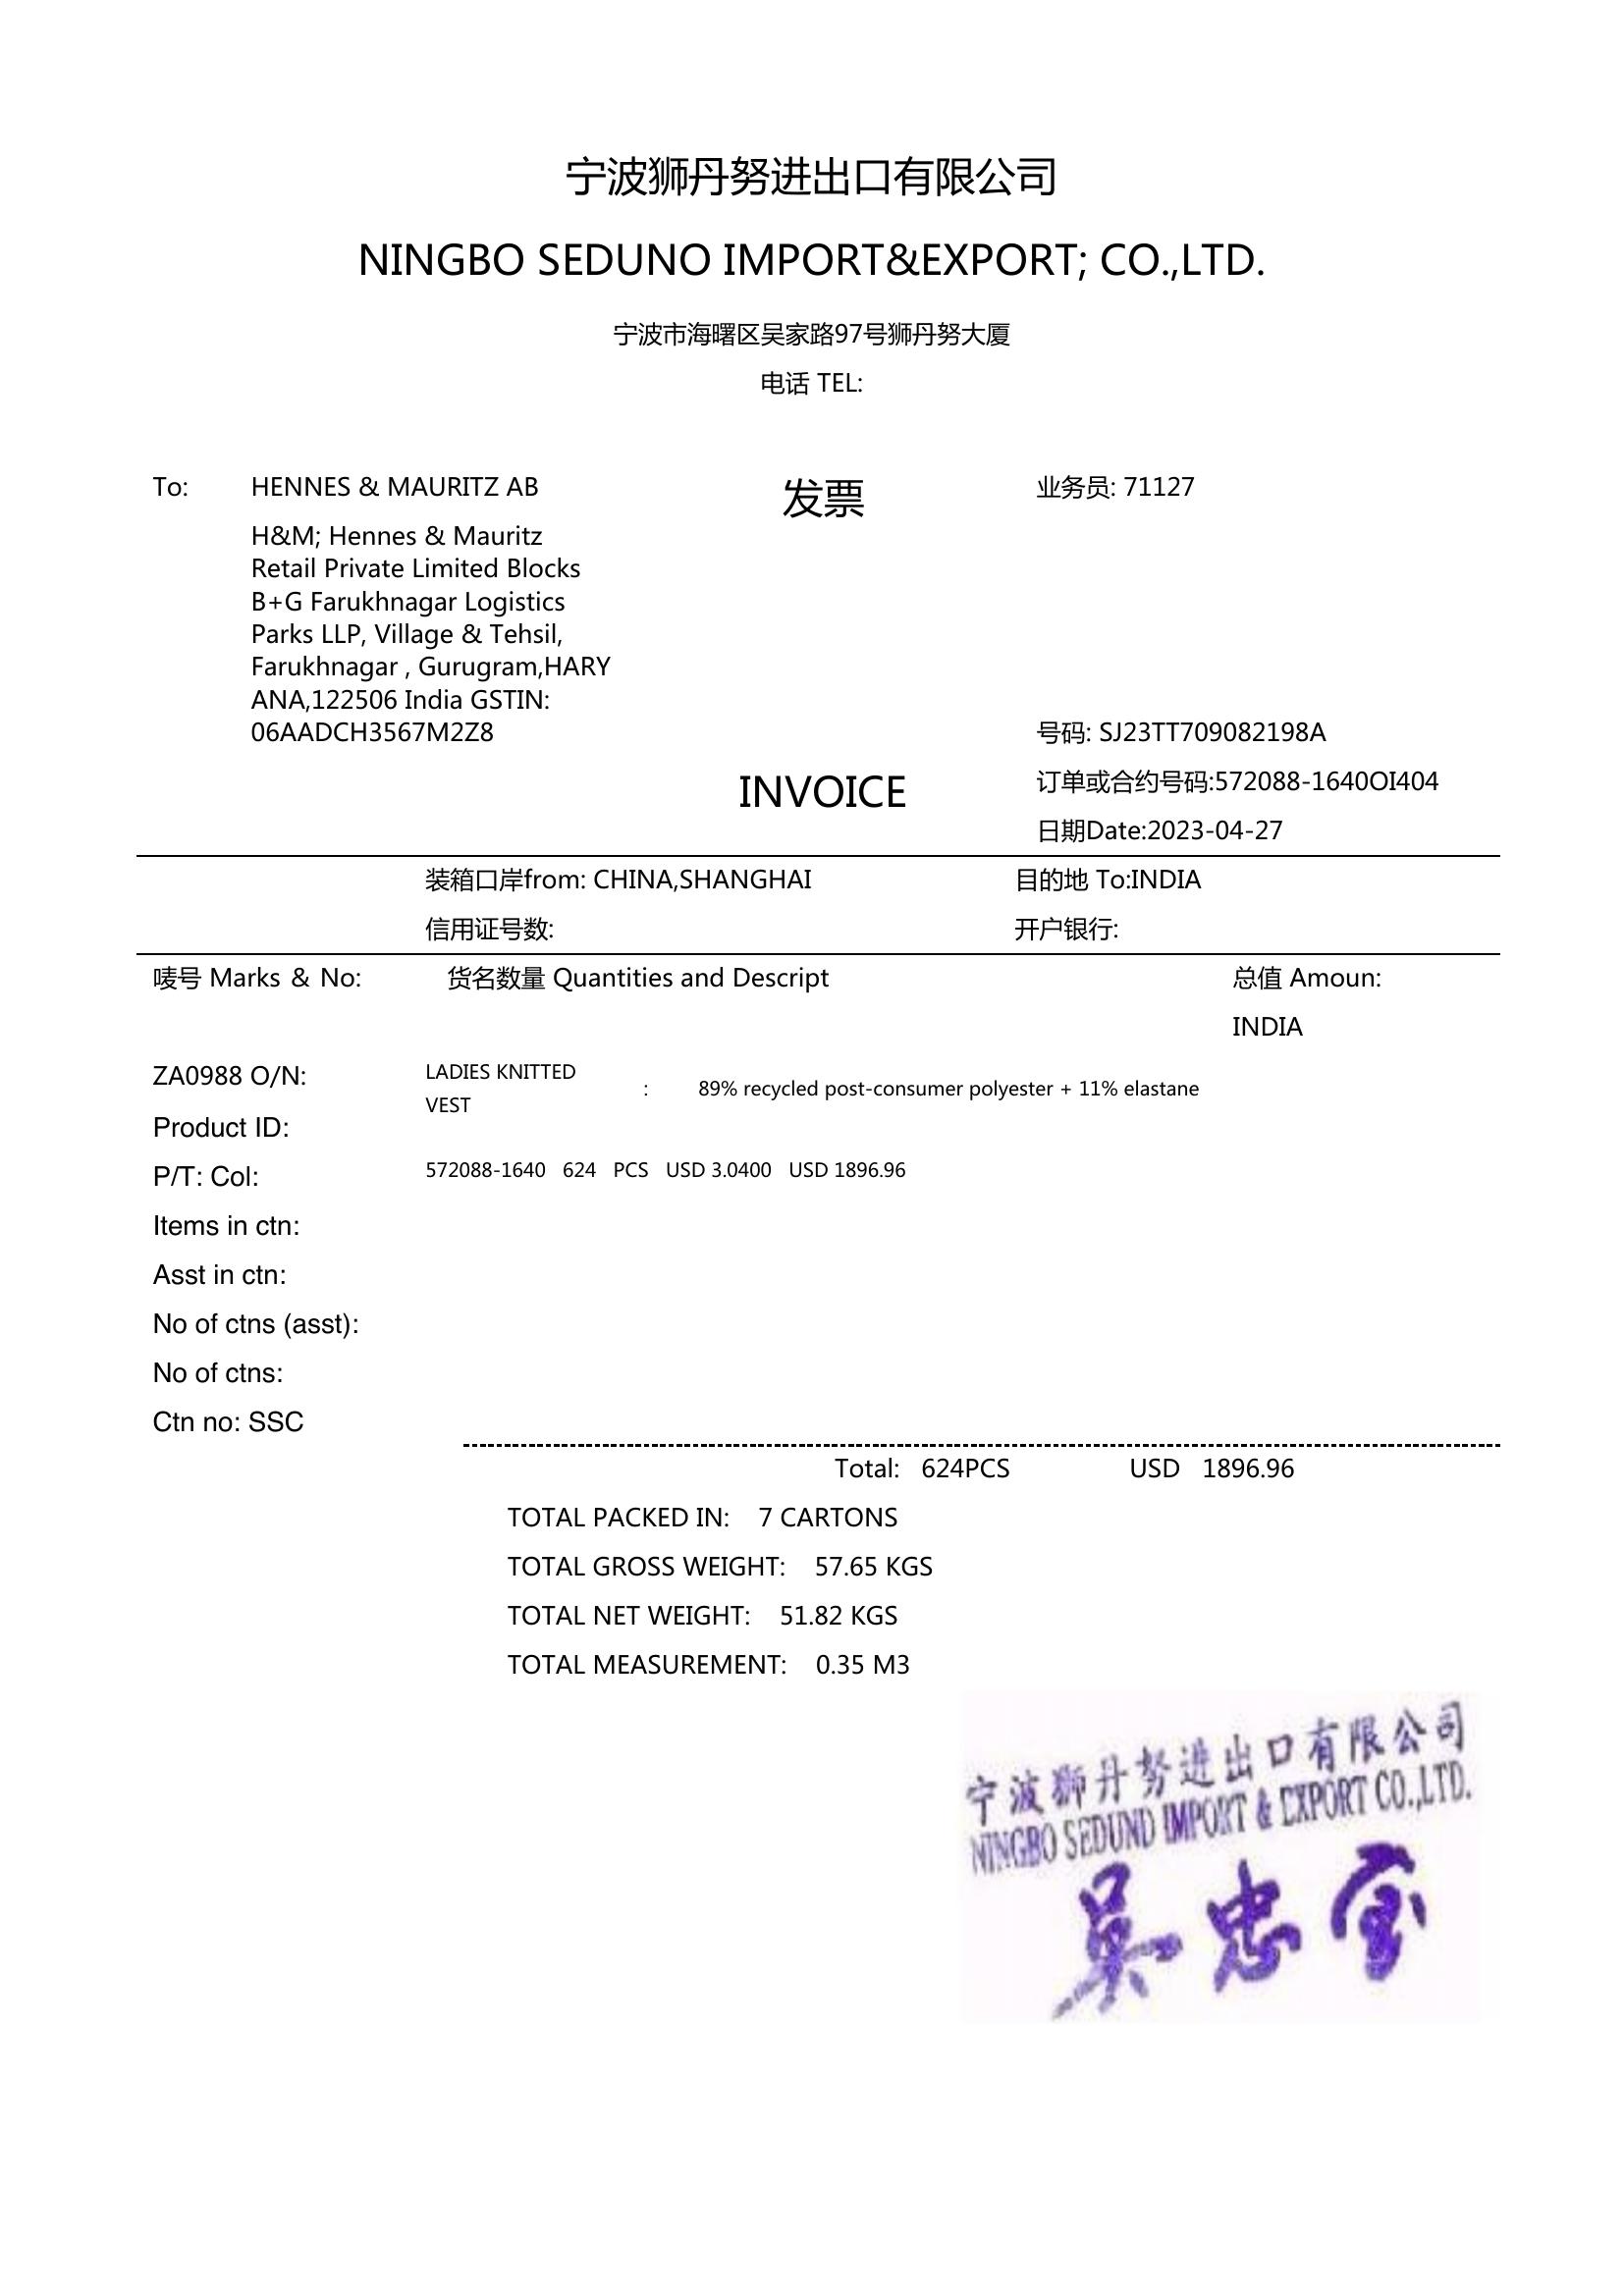 宁波狮丹努进出口有限公司
NINGBO SEDUNO IMPORT&EXPORT; CO.,LTD.
宁波市海曙区吴家路97号狮丹努大厦
电话 TEL:
To: HENNES & MAURITZ AB
发票
业务员: 71127
H&M; Hennes & Mauritz
Retail Private Limited Blocks
B+G Farukhnagar Logistics
Parks LLP, Village & Tehsil,
Farukhnagar , Gurugram,HARY
ANA,122506 India GSTIN:
06AADCH3567M2Z8
号码: SJ23TT709082198A
INVOICE
订单或合约号码:572088-1640OI404
日期Date:2023-04-27
装箱口岸from: CHINA,SHANGHAI 目的地 To:INDIA
信用证号数: 开户银行:
唛号 Marks & No: 货名数量 Quantities and Descript 总值 Amoun:
INDIA
ZA0988 O/N:
LADIES KNITTED
VEST
: 89% recycled post-consumer polyester + 11% elastane
Product ID:
P/T: Col:
572088-1640 624 PCS USD 3.0400 USD 1896.96
Items in ctn:
Asst in ctn:
No of ctns (asst):
No of ctns:
Ctn no: SSC
Total: 624PCS USD 1896.96
TOTAL PACKED IN: 7 CARTONS
TOTAL GROSS WEIGHT: 57.65 KGS
TOTAL NET WEIGHT: 51.82 KGS
TOTAL MEASUREMENT: 0.35 M3
宁波狮丹努进出口有限公司
NINGBO SEDUNO IMPORT & EXPORT CO.,LTD.
吴忠宝